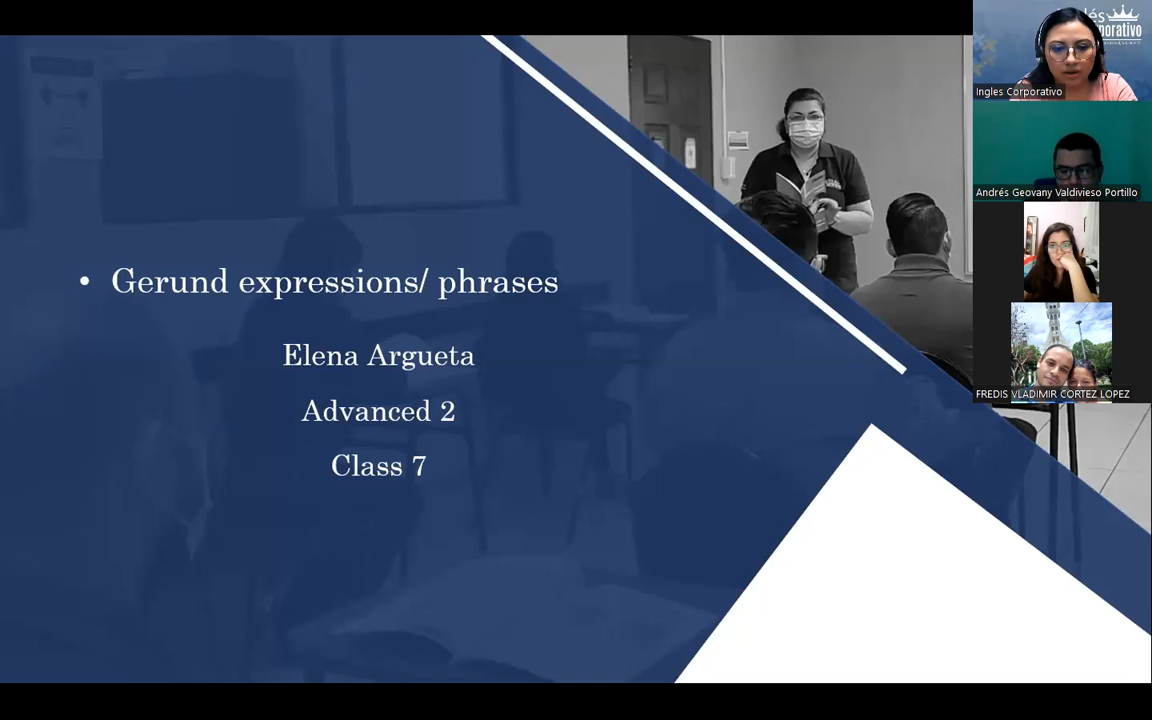 • Gerund expressions/ phrases
Elena Argueta
Advanced 2
Class 7
Ingles Corporativo
Andrés Geovany Valdivieso Portillo
FREDIS VLADIMIR CORTEZ LOPEZ